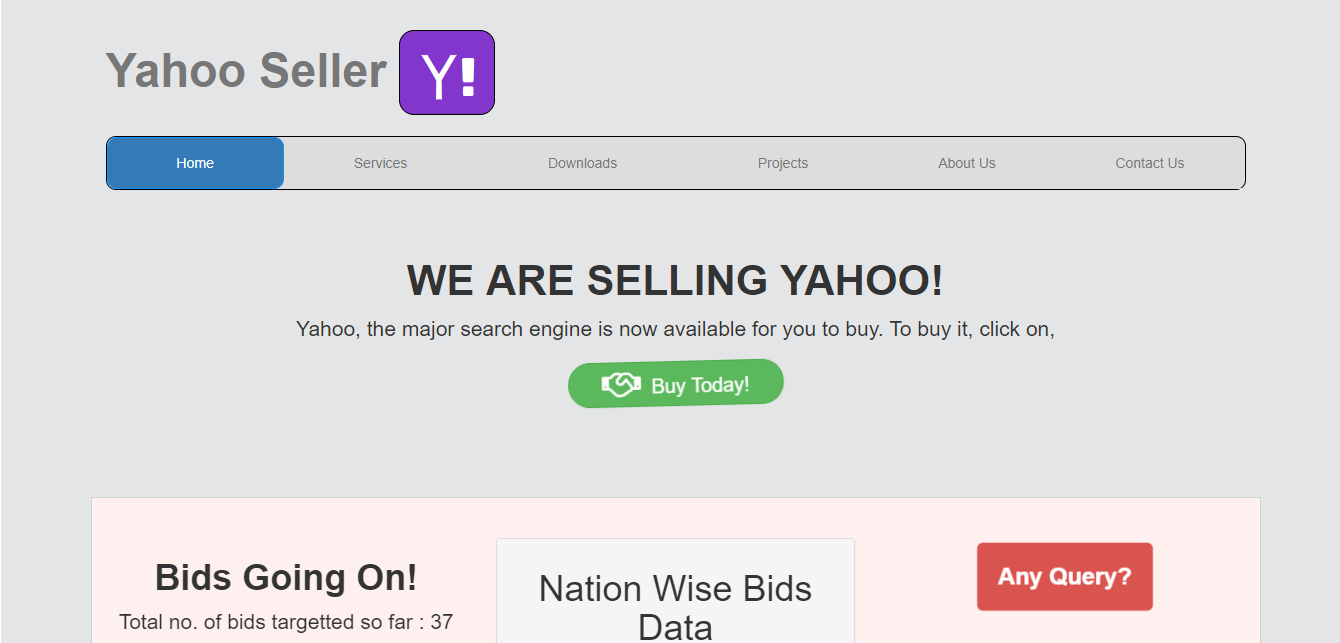 Yahoo Seller Y!
Home Services Downloads Projects About Us Contact Us
WE ARE SELLING YAHOO!
Yahoo, the major search engine is now available for you to buy. To buy it, click on,
Buy Today!
Bids Going On!
Total no. of bids targetted so far : 37
Nation Wise Bids
Data
Any Query?